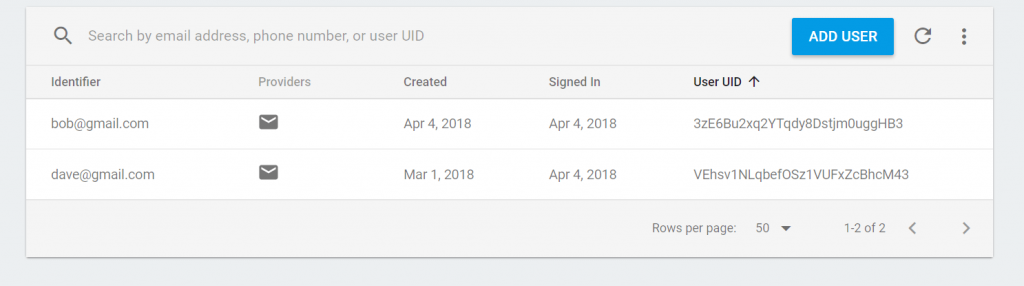 Search by email address, phone number, or user UID ADD USER
Identifier Providers Created Signed In User UID
bob@gmail.com Apr 4, 2018 Apr 4, 2018 3zE6Bu2xq2YTqdy8Dstjm0uggHB3
dave@gmail.com Mar 1, 2018 Apr 4, 2018 VEhsv1NLqbefOSz1VUFxZcBhcM43
Rows per page: 50 1-2 of 2